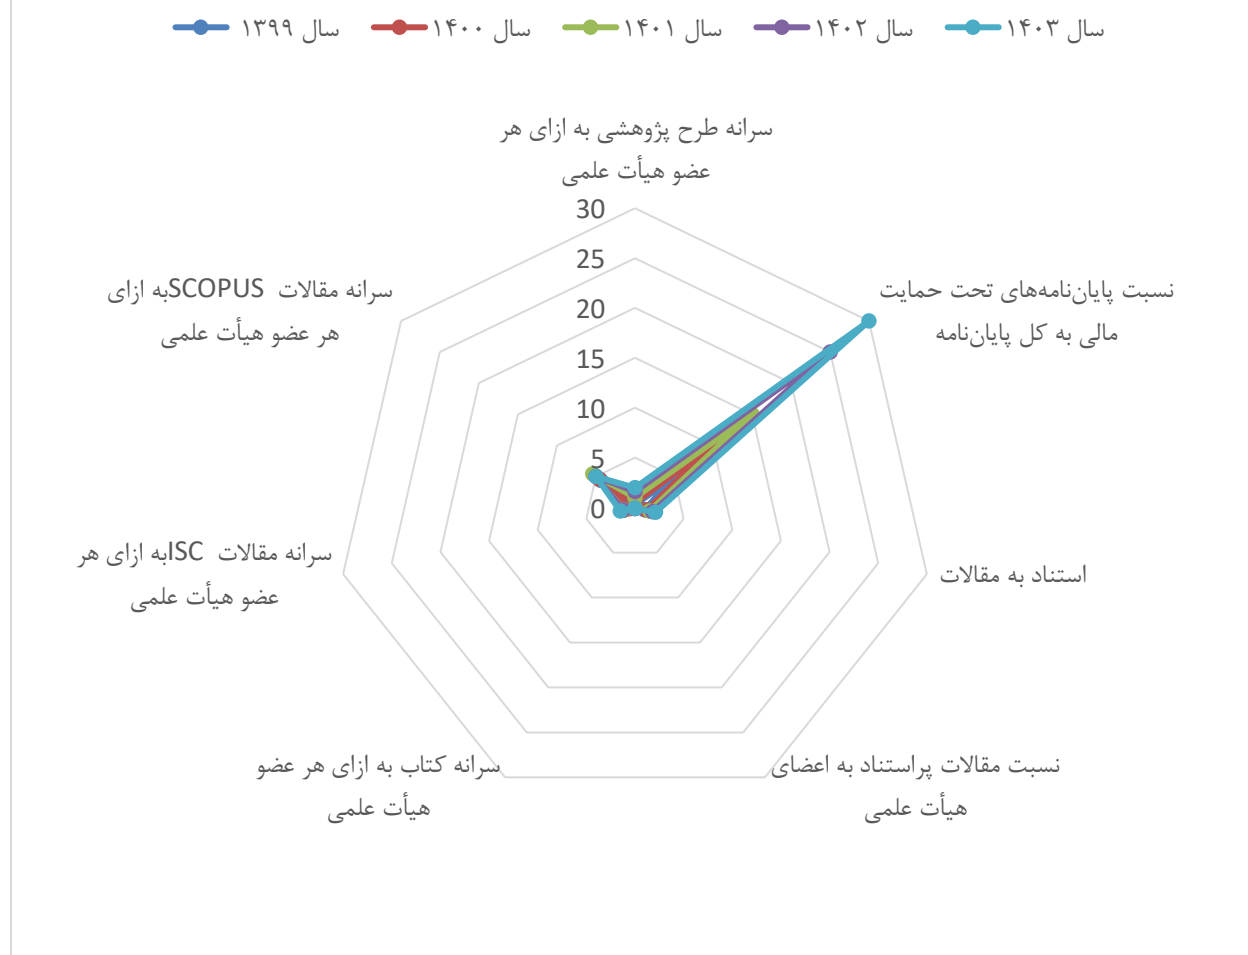 سال ۱۳۹۹ سال ۱۴۰۰ سال ۱۴۰۱ سال ۱۴۰۲ سال ۱۴۰۳
سرانه طرح پژوهشی به ازای هر
عضو هیأت علمی
30
25
20
15
10
5
0
نسبت پایان‌نامه‌های تحت حمایت
مالی به کل پایان‌نامه
استناد به مقالات
نسبت مقالات پراستناد به اعضای
هیأت علمی
سرانه کتاب به ازای هر عضو
هیأت علمی
سرانه مقالات ISCبه ازای هر
عضو هیأت علمی
سرانه مقالات SCOPUSبه ازای
هر عضو هیأت علمی